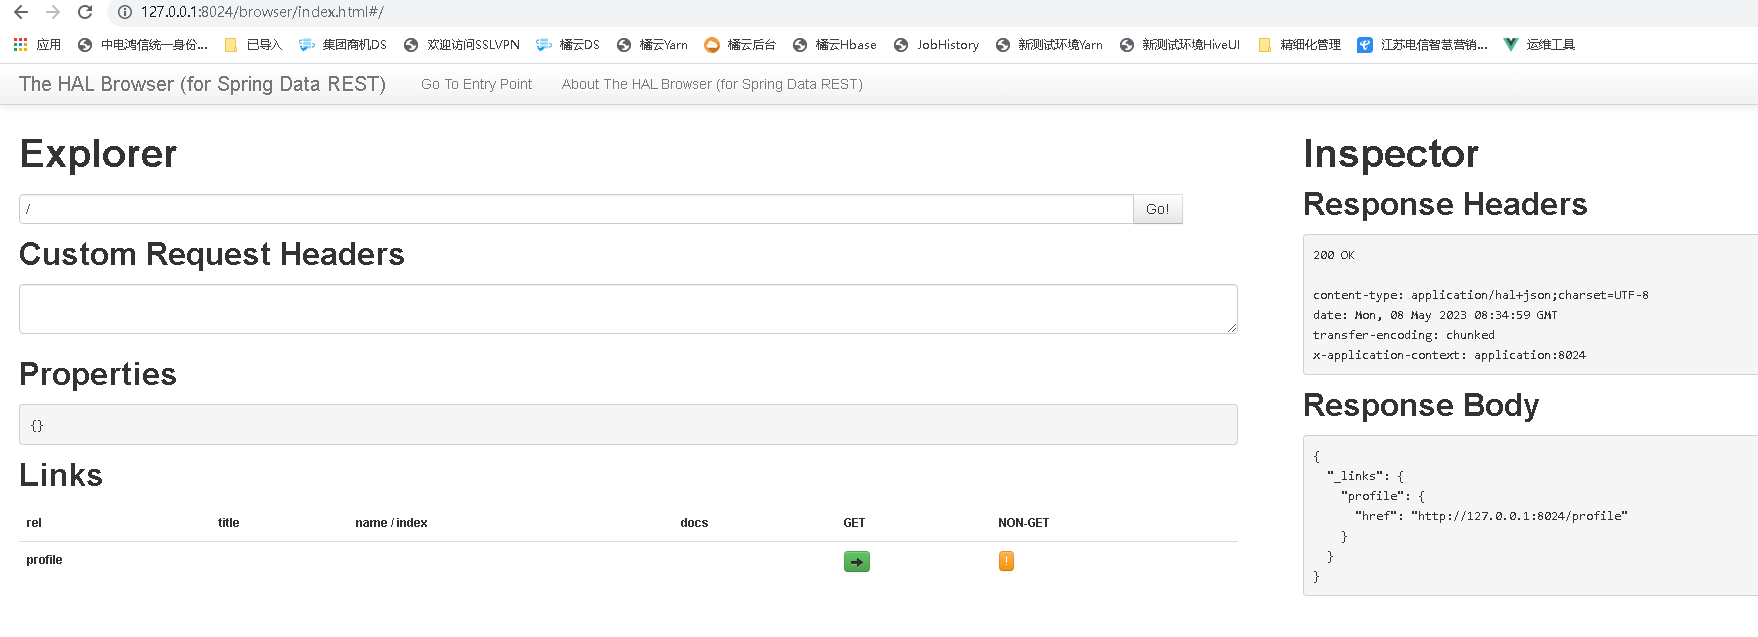 127.0.0.1:8024/browser/index.html#/
应用 中电鸿信统一身份... 已导入 集团商机DS 欢迎访问SSLVPN 橘云DS 橘云Yarn 橘云后台 橘云Hbase JobHistory 新测试环境Yarn 新测试环境HiveUI 精细化管理 江苏电信智慧营销... 运维工具
The HAL Browser (for Spring Data REST) Go To Entry Point About The HAL Browser (for Spring Data REST)
Explorer
/ Go!
Custom Request Headers
Properties
{}
Links
rel title name / index docs GET NON-GET
profile ➔ !
Inspector
Response Headers
200 OK
content-type: application/hal+json;charset=UTF-8
date: Mon, 08 May 2023 08:34:59 GMT
transfer-encoding: chunked
x-application-context: application:8024
Response Body
{
"_links": {
"profile": {
"href": "http://127.0.0.1:8024/profile"
}
}
}